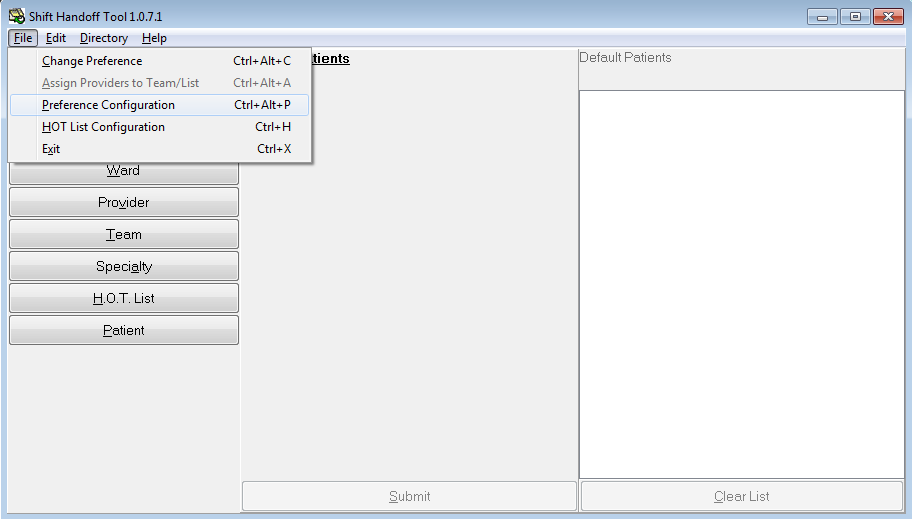 Shift Handoff Tool 1.0.7.1
File Edit Directory Help
Change Preference Ctrl+Alt+C
Assign Providers to Team/List Ctrl+Alt+A
Preference Configuration Ctrl+Alt+P
HOT List Configuration Ctrl+H
Exit Ctrl+X
Ward
Provider
Team
Specialty
H.O.T. List
Patient
tients
Default Patients
Submit
Clear List